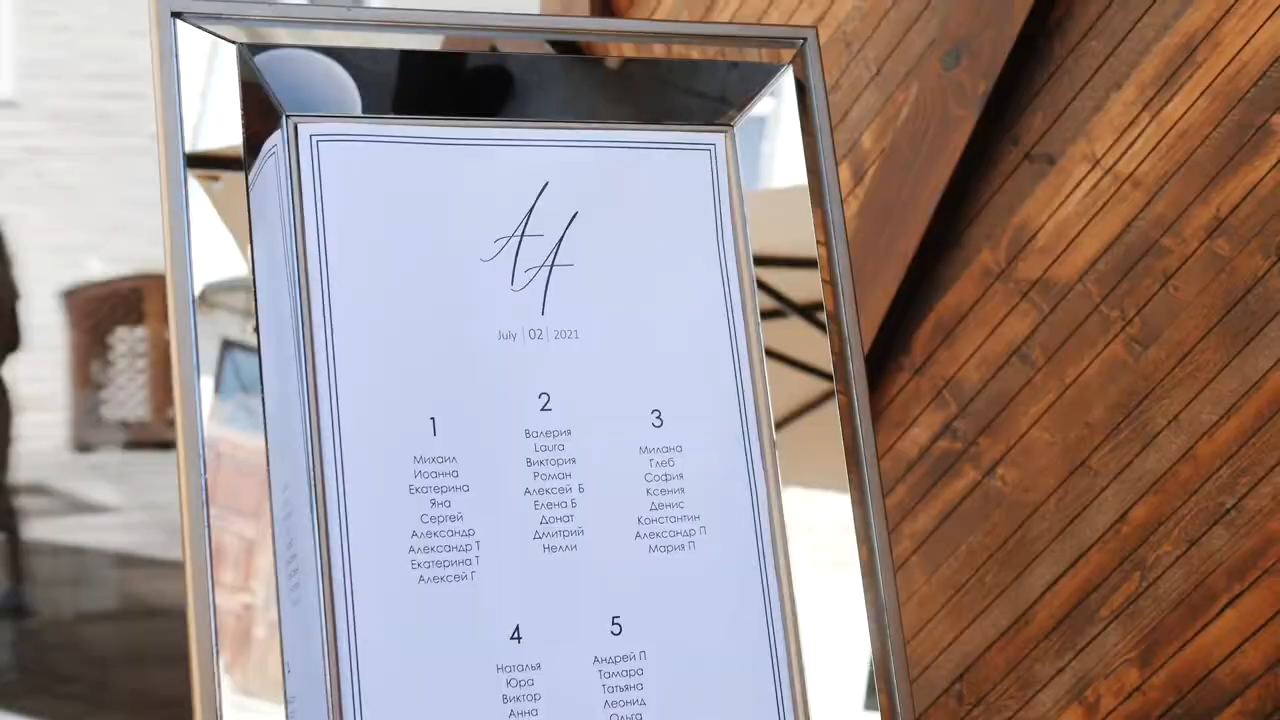 AA
July | 02 | 2021
1
Михаил
Иоанна
Екатерина
Яна
Сергей
Александр
Александр Т
Екатерина Т
Алексей Г
2
Валерия
Laura
Виктория
Роман
Алексей Б
Елена Б
Донат
Дмитрий
Нелли
3
Милана
Глеб
София
Ксения
Денис
Константин
Александр П
Мария П
4
Наталья
Юра
Виктор
Анна
5
Андрей П
Тамара
Татьяна
Леонид
Ольга